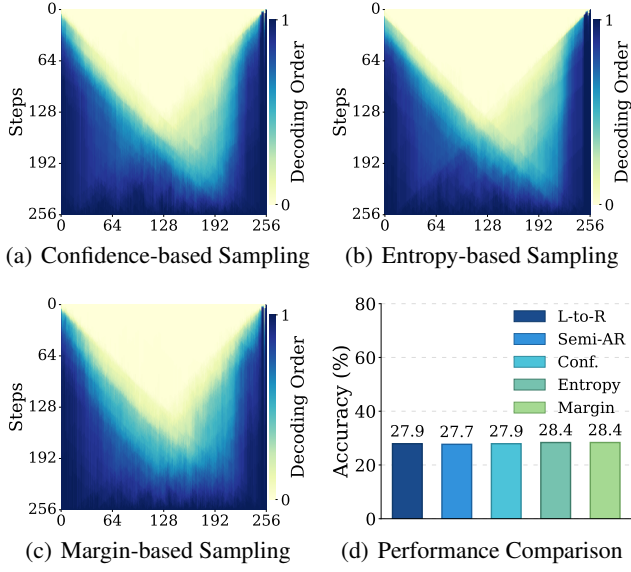 0
64
128
192
256
Steps
0 64 128 192 256
1
0
Decoding Order
(a) Confidence-based Sampling
0
64
128
192
256
Steps
0 64 128 192 256
1
0
Decoding Order
(b) Entropy-based Sampling
0
64
128
192
256
Steps
0 64 128 192 256
1
0
Decoding Order
(c) Margin-based Sampling
80
60
40
20
0
Accuracy (%)
L-to-R
Semi-AR
Conf.
Entropy
Margin
27.9 27.7 27.9 28.4 28.4
(d) Performance Comparison